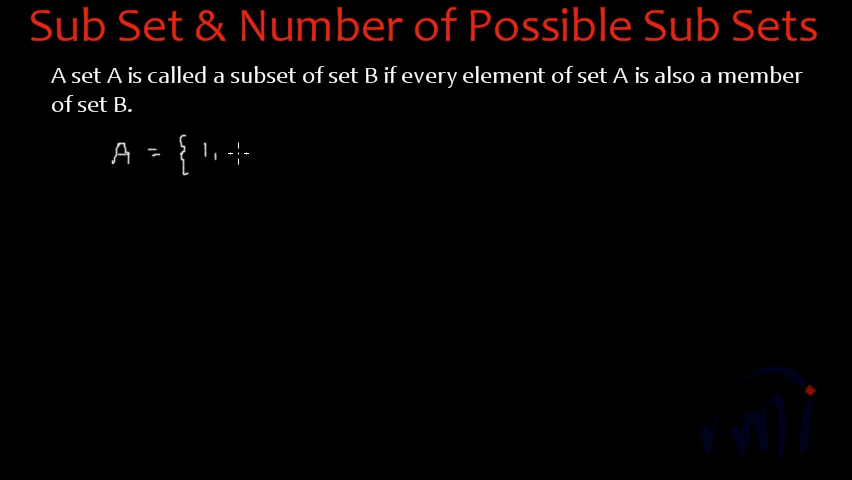 Sub Set & Number of Possible Sub Sets
A set A is called a subset of set B if every element of set A is also a member
of set B.
A = { 1,